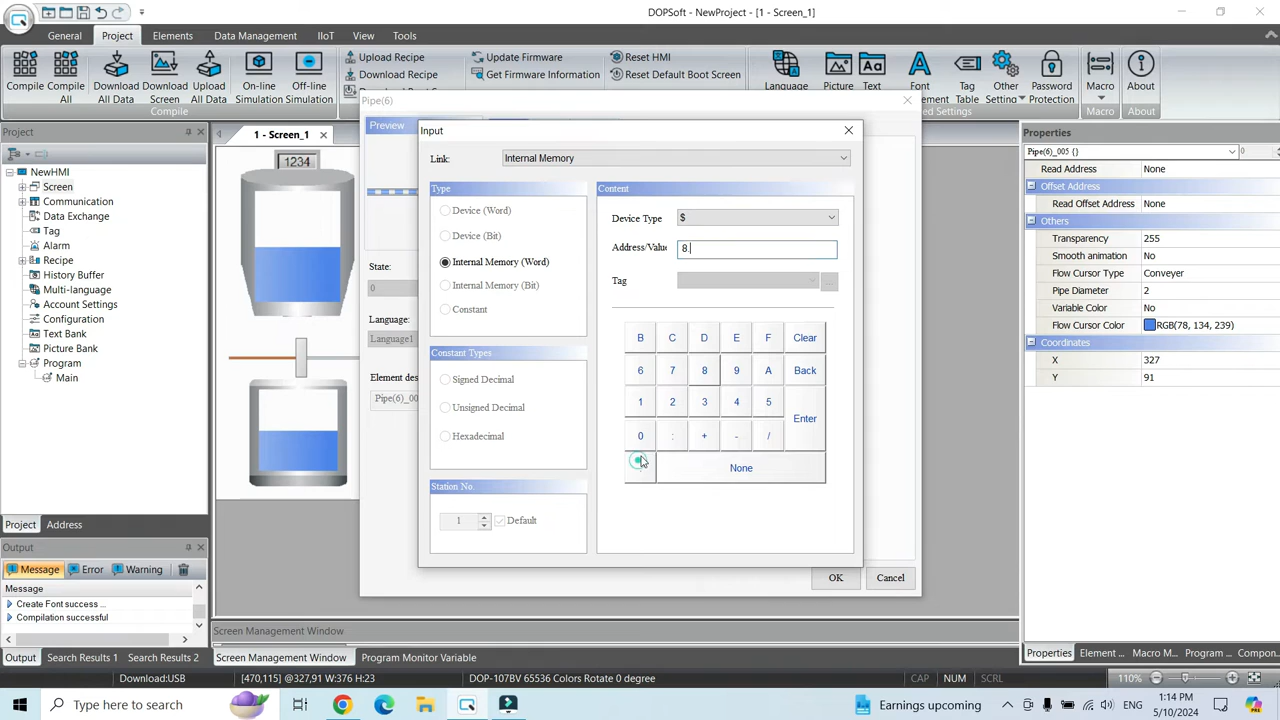 DOPSoft - NewProject - [1 - Screen_1]
General Project Elements Data Management IIoT View Tools
Compile Compile All Download All Data Download Screen Upload All Data On-line Simulation Off-line Simulation
Compile
Upload Recipe
Download Recipe
Update Firmware
Get Firmware Information
Reset HMI
Reset Default Boot Screen
Language Picture Text Other Setting Tag Table Password Protection Macro About
Macro About
Project
NewHMI
Screen
Communication
Data Exchange
Tag
Alarm
Recipe
History Buffer
Multi-language
Account Settings
Configuration
Text Bank
Picture Bank
Program
Main
Project Address
1 - Screen_1
1234
Pipe(6)
Preview
State:
0
Language:
Language1
Pipe(6)_00
OK Cancel
Input
Link: Internal Memory
Type
Device (Word)
Device (Bit)
Internal Memory (Word)
Internal Memory (Bit)
Constant
Constant Types
Signed Decimal
Unsigned Decimal
Hexadecimal
Station No.
1 Default
Content
Device Type $
Address/Value 8.
Tag
B C D E F Clear
6 7 8 9 A Back
1 2 3 4 5 Enter
0 : + - /
None
Properties
Pipe(6)_005 {}
Read Address None
Offset Address
Read Offset Address None
Others
Transparency 255
Smooth animation No
Flow Cursor Type Conveyer
Pipe Diameter 2
Variable Color No
Flow Cursor Color RGB(78, 134, 239)
Coordinates
X 327
Y 91
Output
Message Error Warning
Message
Create Font success ...
Compilation successful
Output Search Results 1 Search Results 2
Screen Management Window
Screen Management Window Program Monitor Variable
Properties Element ... Macro M... Program ... Compon...
Download:USB [470,115] @327,91 W:376 H:23 DOP-107BV 65536 Colors Rotate 0 degree CAP NUM SCRL 110%
Type here to search
Earnings upcoming
1:14 PM
5/10/2024